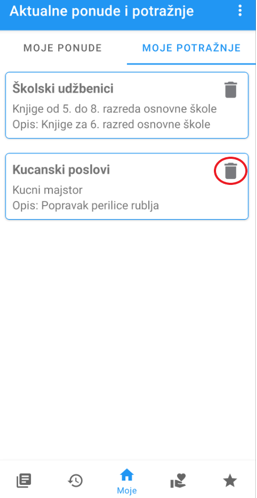 Aktualne ponude i potražnje
MOJE PONUDE
MOJE POTRAŽNJE
Školski udžbenici
Knjige od 5. do 8. razreda osnovne škole
Opis: Knjige za 6. razred osnovne škole
Kucanski poslovi
Kucni majstor
Opis: Popravak perilice rublja
Moje